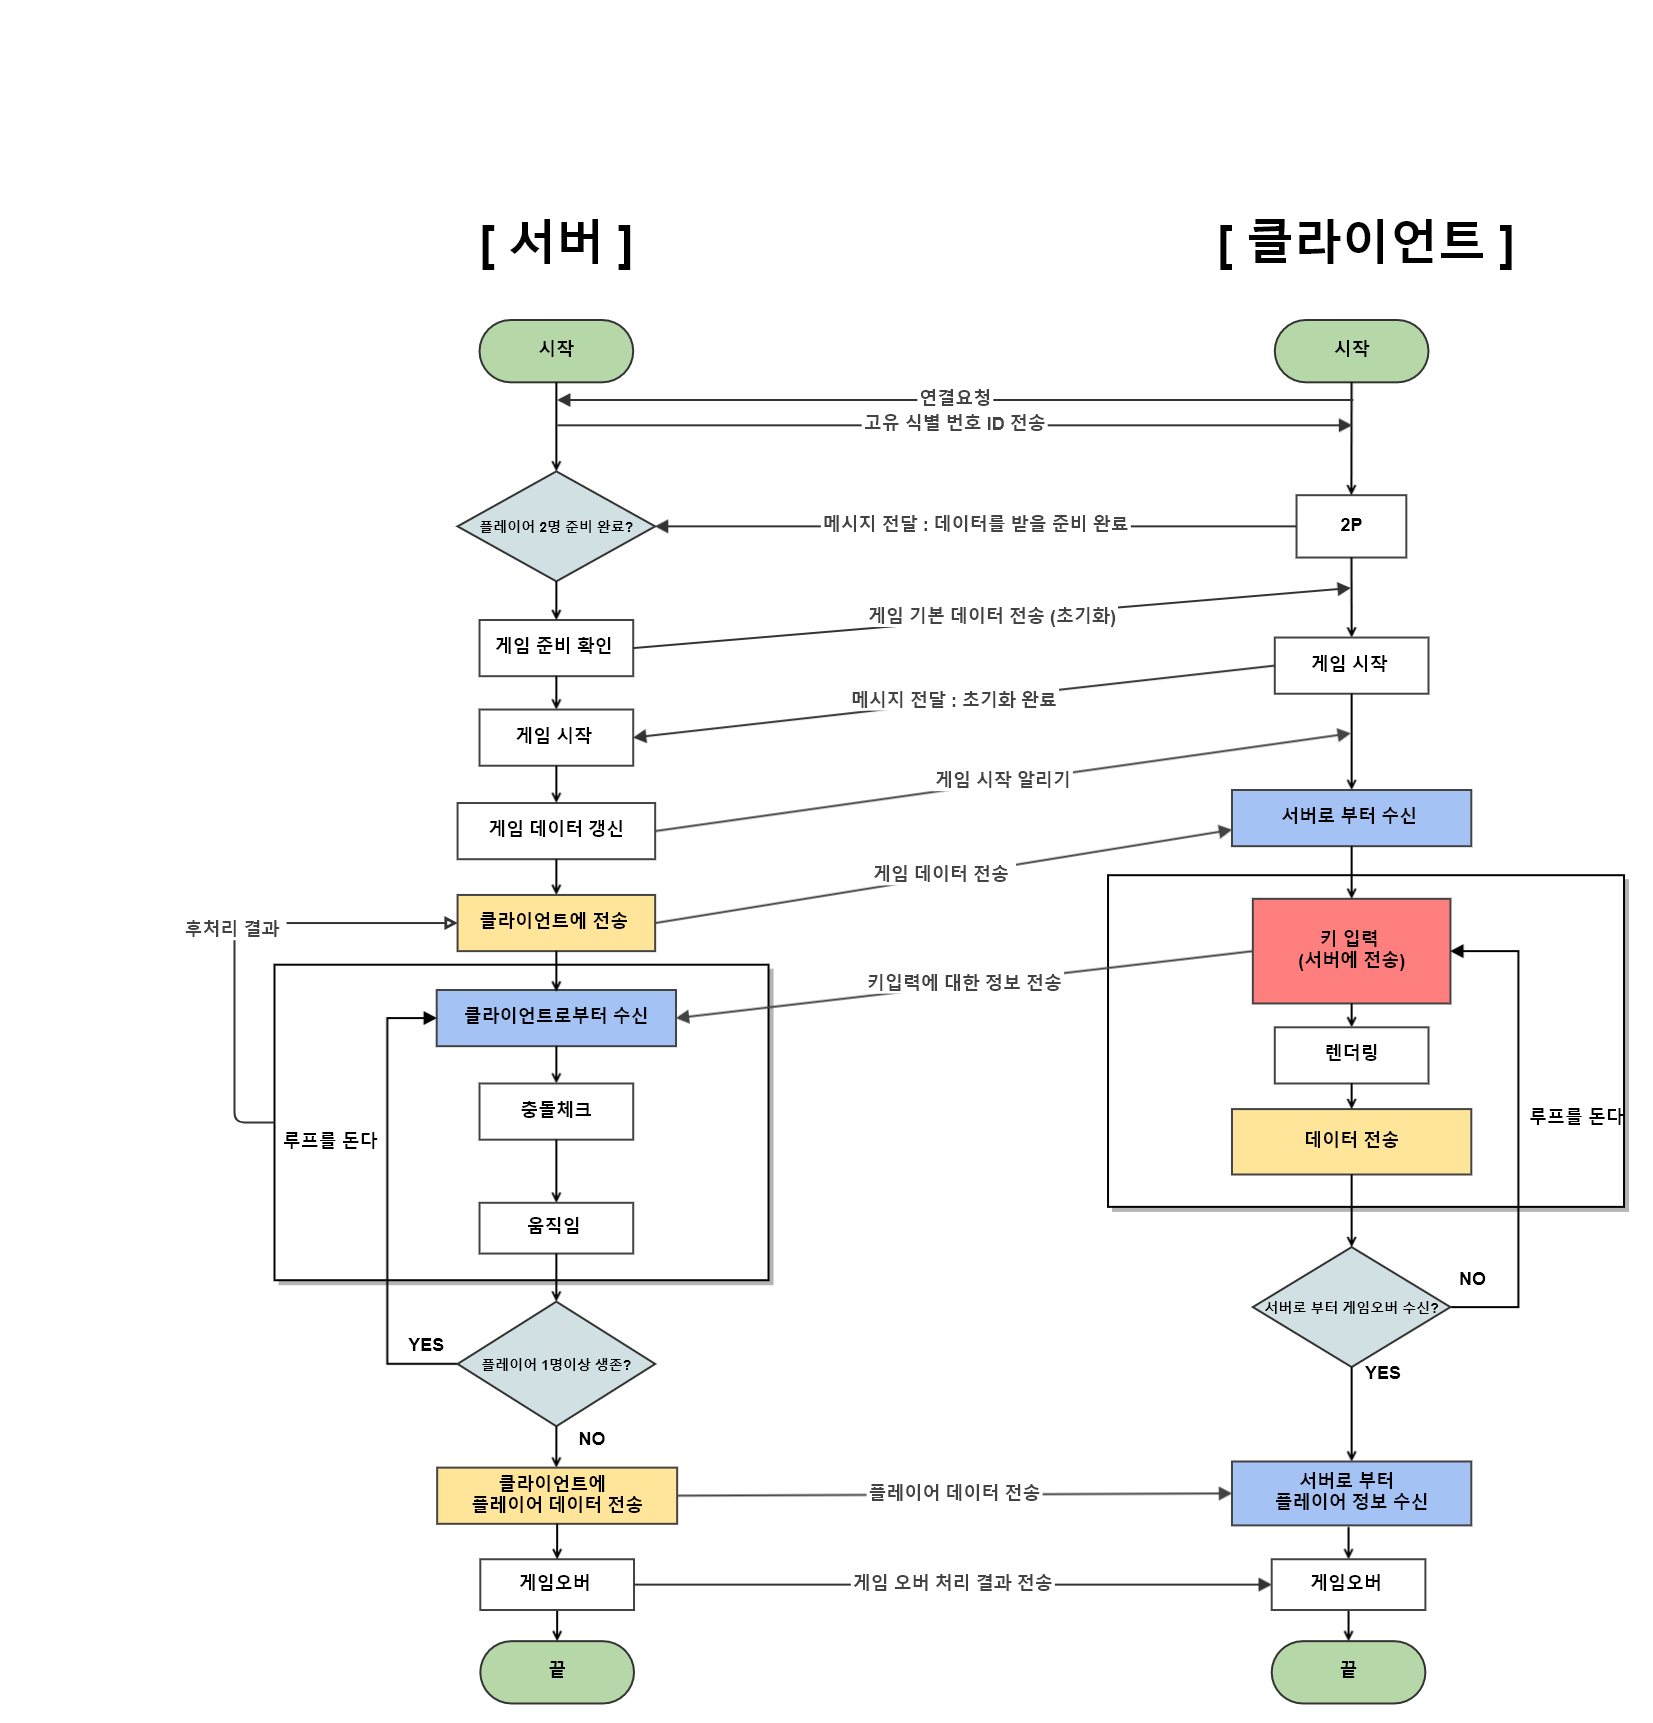 [ 서버 ]
[ 클라이언트 ]
시작
시작
연결요청
고유 식별 번호 ID 전송
플레이어 2명 준비 완료?
메시지 전달 : 데이터를 받을 준비 완료
2P
게임 기본 데이터 전송 (초기화)
게임 준비 확인
게임 시작
메시지 전달 : 초기화 완료
게임 시작
게임 시작 알리기
서버로 부터 수신
게임 데이터 갱신
게임 데이터 전송
클라이언트에 전송
후처리 결과
키 입력
(서버에 전송)
키입력에 대한 정보 전송
클라이언트로부터 수신
렌더링
충돌체크
루프를 돈다
데이터 전송
루프를 돈다
움직임
NO
서버로 부터 게임오버 수신?
YES
플레이어 1명이상 생존?
YES
NO
클라이언트에
플레이어 데이터 전송
플레이어 데이터 전송
서버로 부터
플레이어 정보 수신
게임오버
게임 오버 처리 결과 전송
게임오버
끝
끝